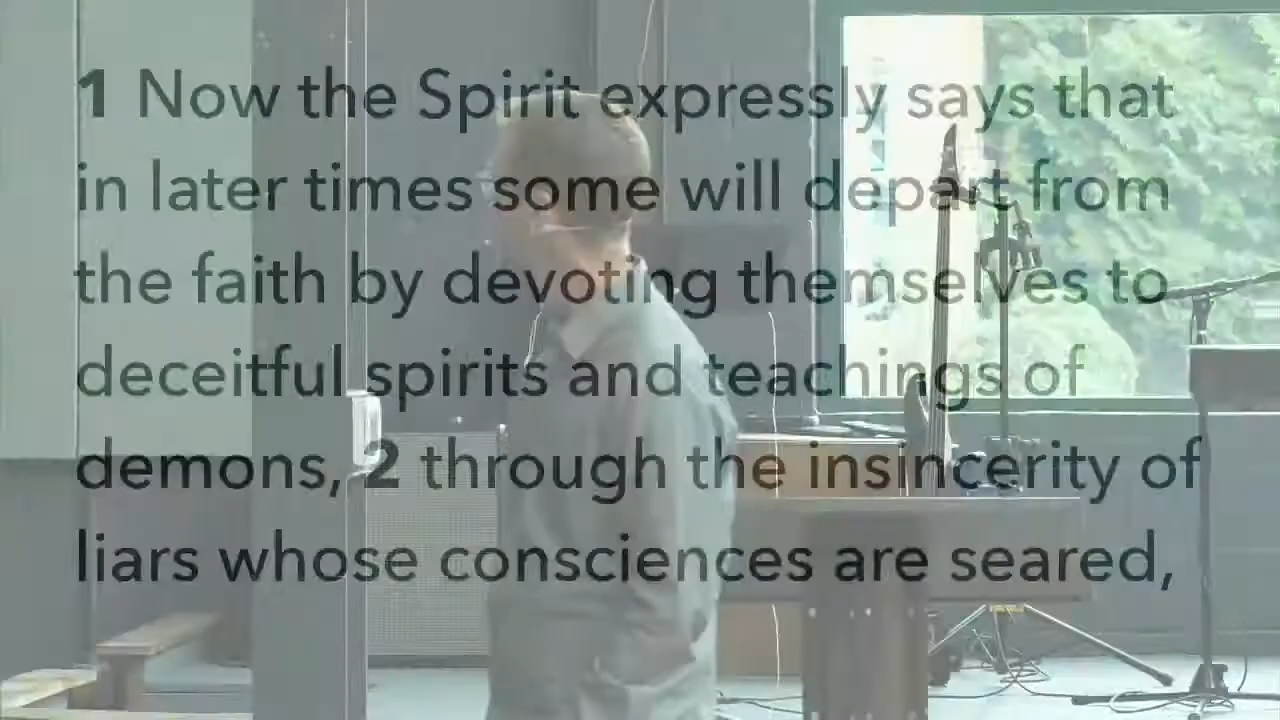 1 Now the Spirit expressly says that
in later times some will depart from
the faith by devoting themselves to
deceitful spirits and teachings of
demons, 2 through the insincerity of
liars whose consciences are seared,